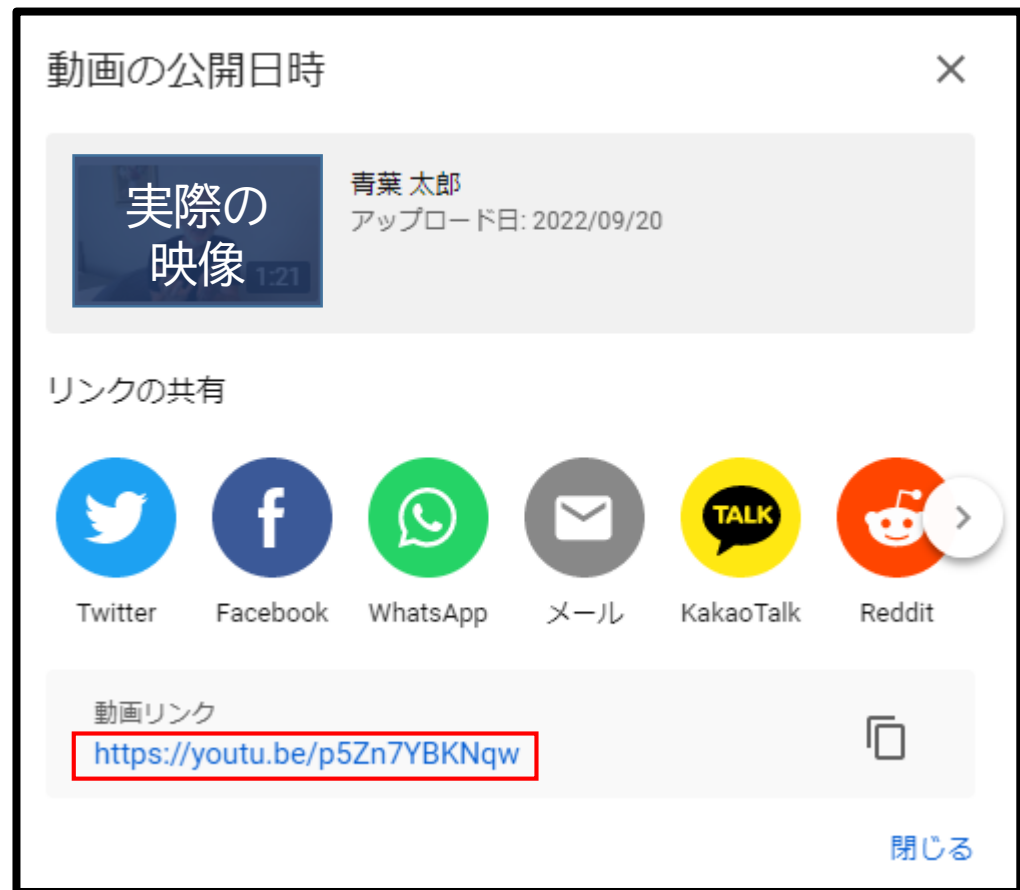 動画の公開日時
実際の
映像
1:21
青葉 太郎
アップロード日: 2022/09/20
リンクの共有
TALK
Twitter Facebook WhatsApp メール KakaoTalk Reddit
動画リンク
https://youtu.be/p5Zn7YBKNqw
閉じる